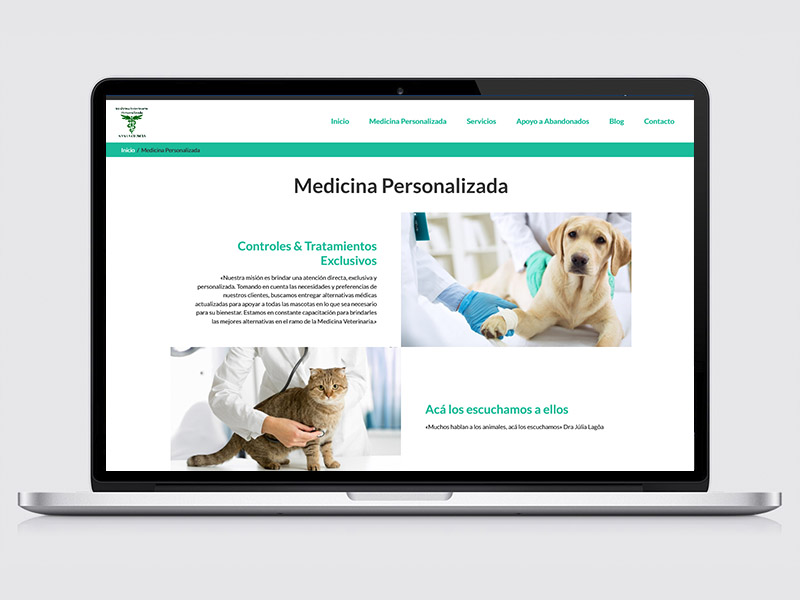 Medicina Veterinaria
Personalizada
Inicio
Medicina Personalizada
Servicios
Apoyo a Abandonados
Blog
Contacto
Inicio / Medicina Personalizada
Medicina Personalizada
Controles & Tratamientos
Exclusivos
«Nuestra misión es brindar una atención directa, exclusiva y
personalizada. Tomando en cuenta las necesidades y preferencias de
nuestros clientes, buscamos entregar alternativas médicas
actualizadas para apoyar a todas las mascotas en lo que sea necesario
para su bienestar. Estamos en constante capacitación para brindarles
las mejores alternativas en el ramo de la Medicina Veterinaria.»
Acá los escuchamos a ellos
«Muchos hablan a los animales, acá los escuchamos» Dra Júlia Lagôa